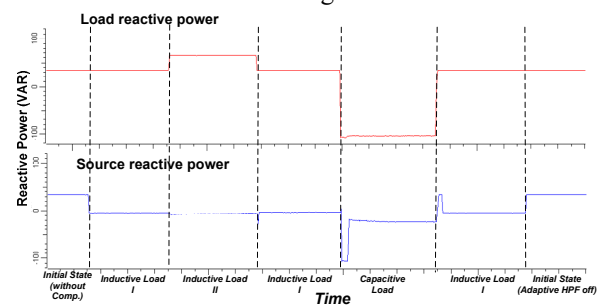 Load reactive power
100
0
-100
Reactive Power (VAR)
Source reactive power
100
0
-100
Initial State (without Comp.)
Inductive Load I
Inductive Load II
Inductive Load I
Capacitive Load
Inductive Load I
Initial State (Adaptive HPF off)
Time